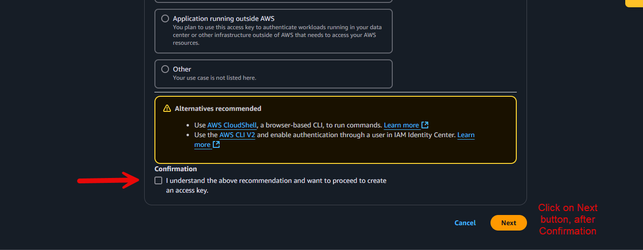 Application running outside AWS
You plan to use this access key to authenticate workloads running in your data
center or other infrastructure outside of AWS that needs to access your AWS
resources.
Other
Your use case is not listed here.
Alternatives recommended
• Use AWS CloudShell, a browser-based CLI, to run commands. Learn more
• Use the AWS CLI V2 and enable authentication through a user in IAM Identity Center. Learn
more
Confirmation
I understand the above recommendation and want to proceed to create
an access key.
Cancel
Next
Click on Next
button, after
Confirmation